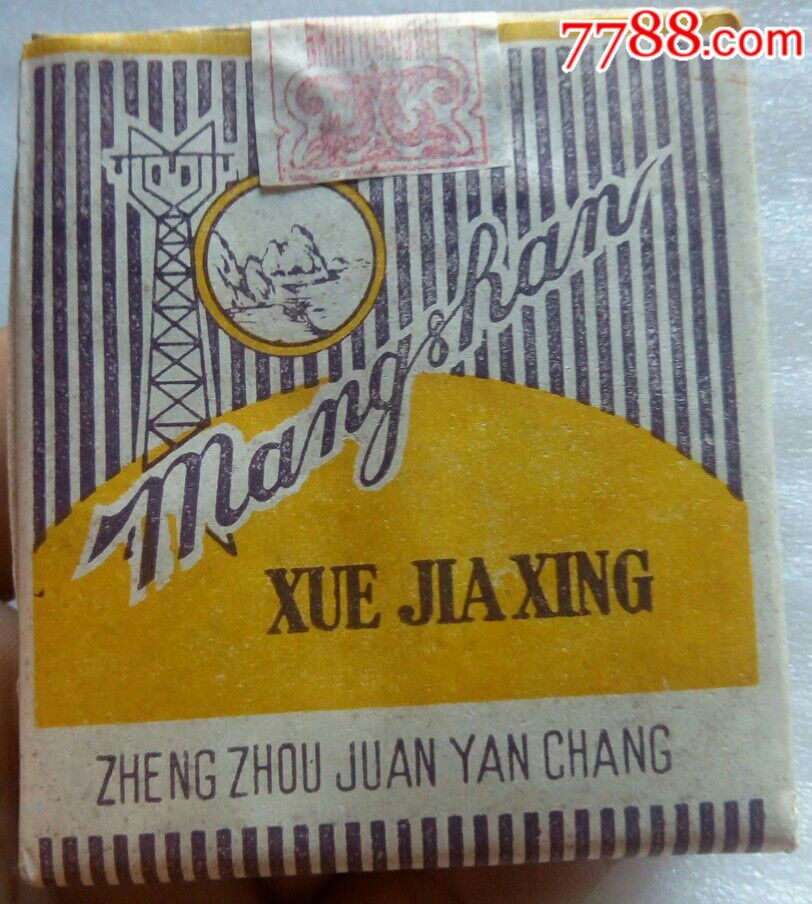 7788.com
Mangshan
XUE JIA XING
ZHENG ZHOU JUAN YAN CHANG